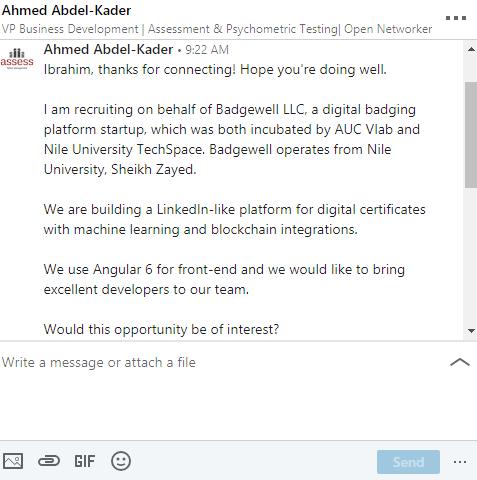 Ahmed Abdel-Kader
VP Business Development | Assessment & Psychometric Testing| Open Networker
assess
Ahmed Abdel-Kader • 9:22 AM
Ibrahim, thanks for connecting! Hope you're doing well.
I am recruiting on behalf of Badgewell LLC, a digital badging
platform startup, which was both incubated by AUC Vlab and
Nile University TechSpace. Badgewell operates from Nile
University, Sheikh Zayed.
We are building a LinkedIn-like platform for digital certificates
with machine learning and blockchain integrations.
We use Angular 6 for front-end and we would like to bring
excellent developers to our team.
Would this opportunity be of interest?
Write a message or attach a file
GIF
Send